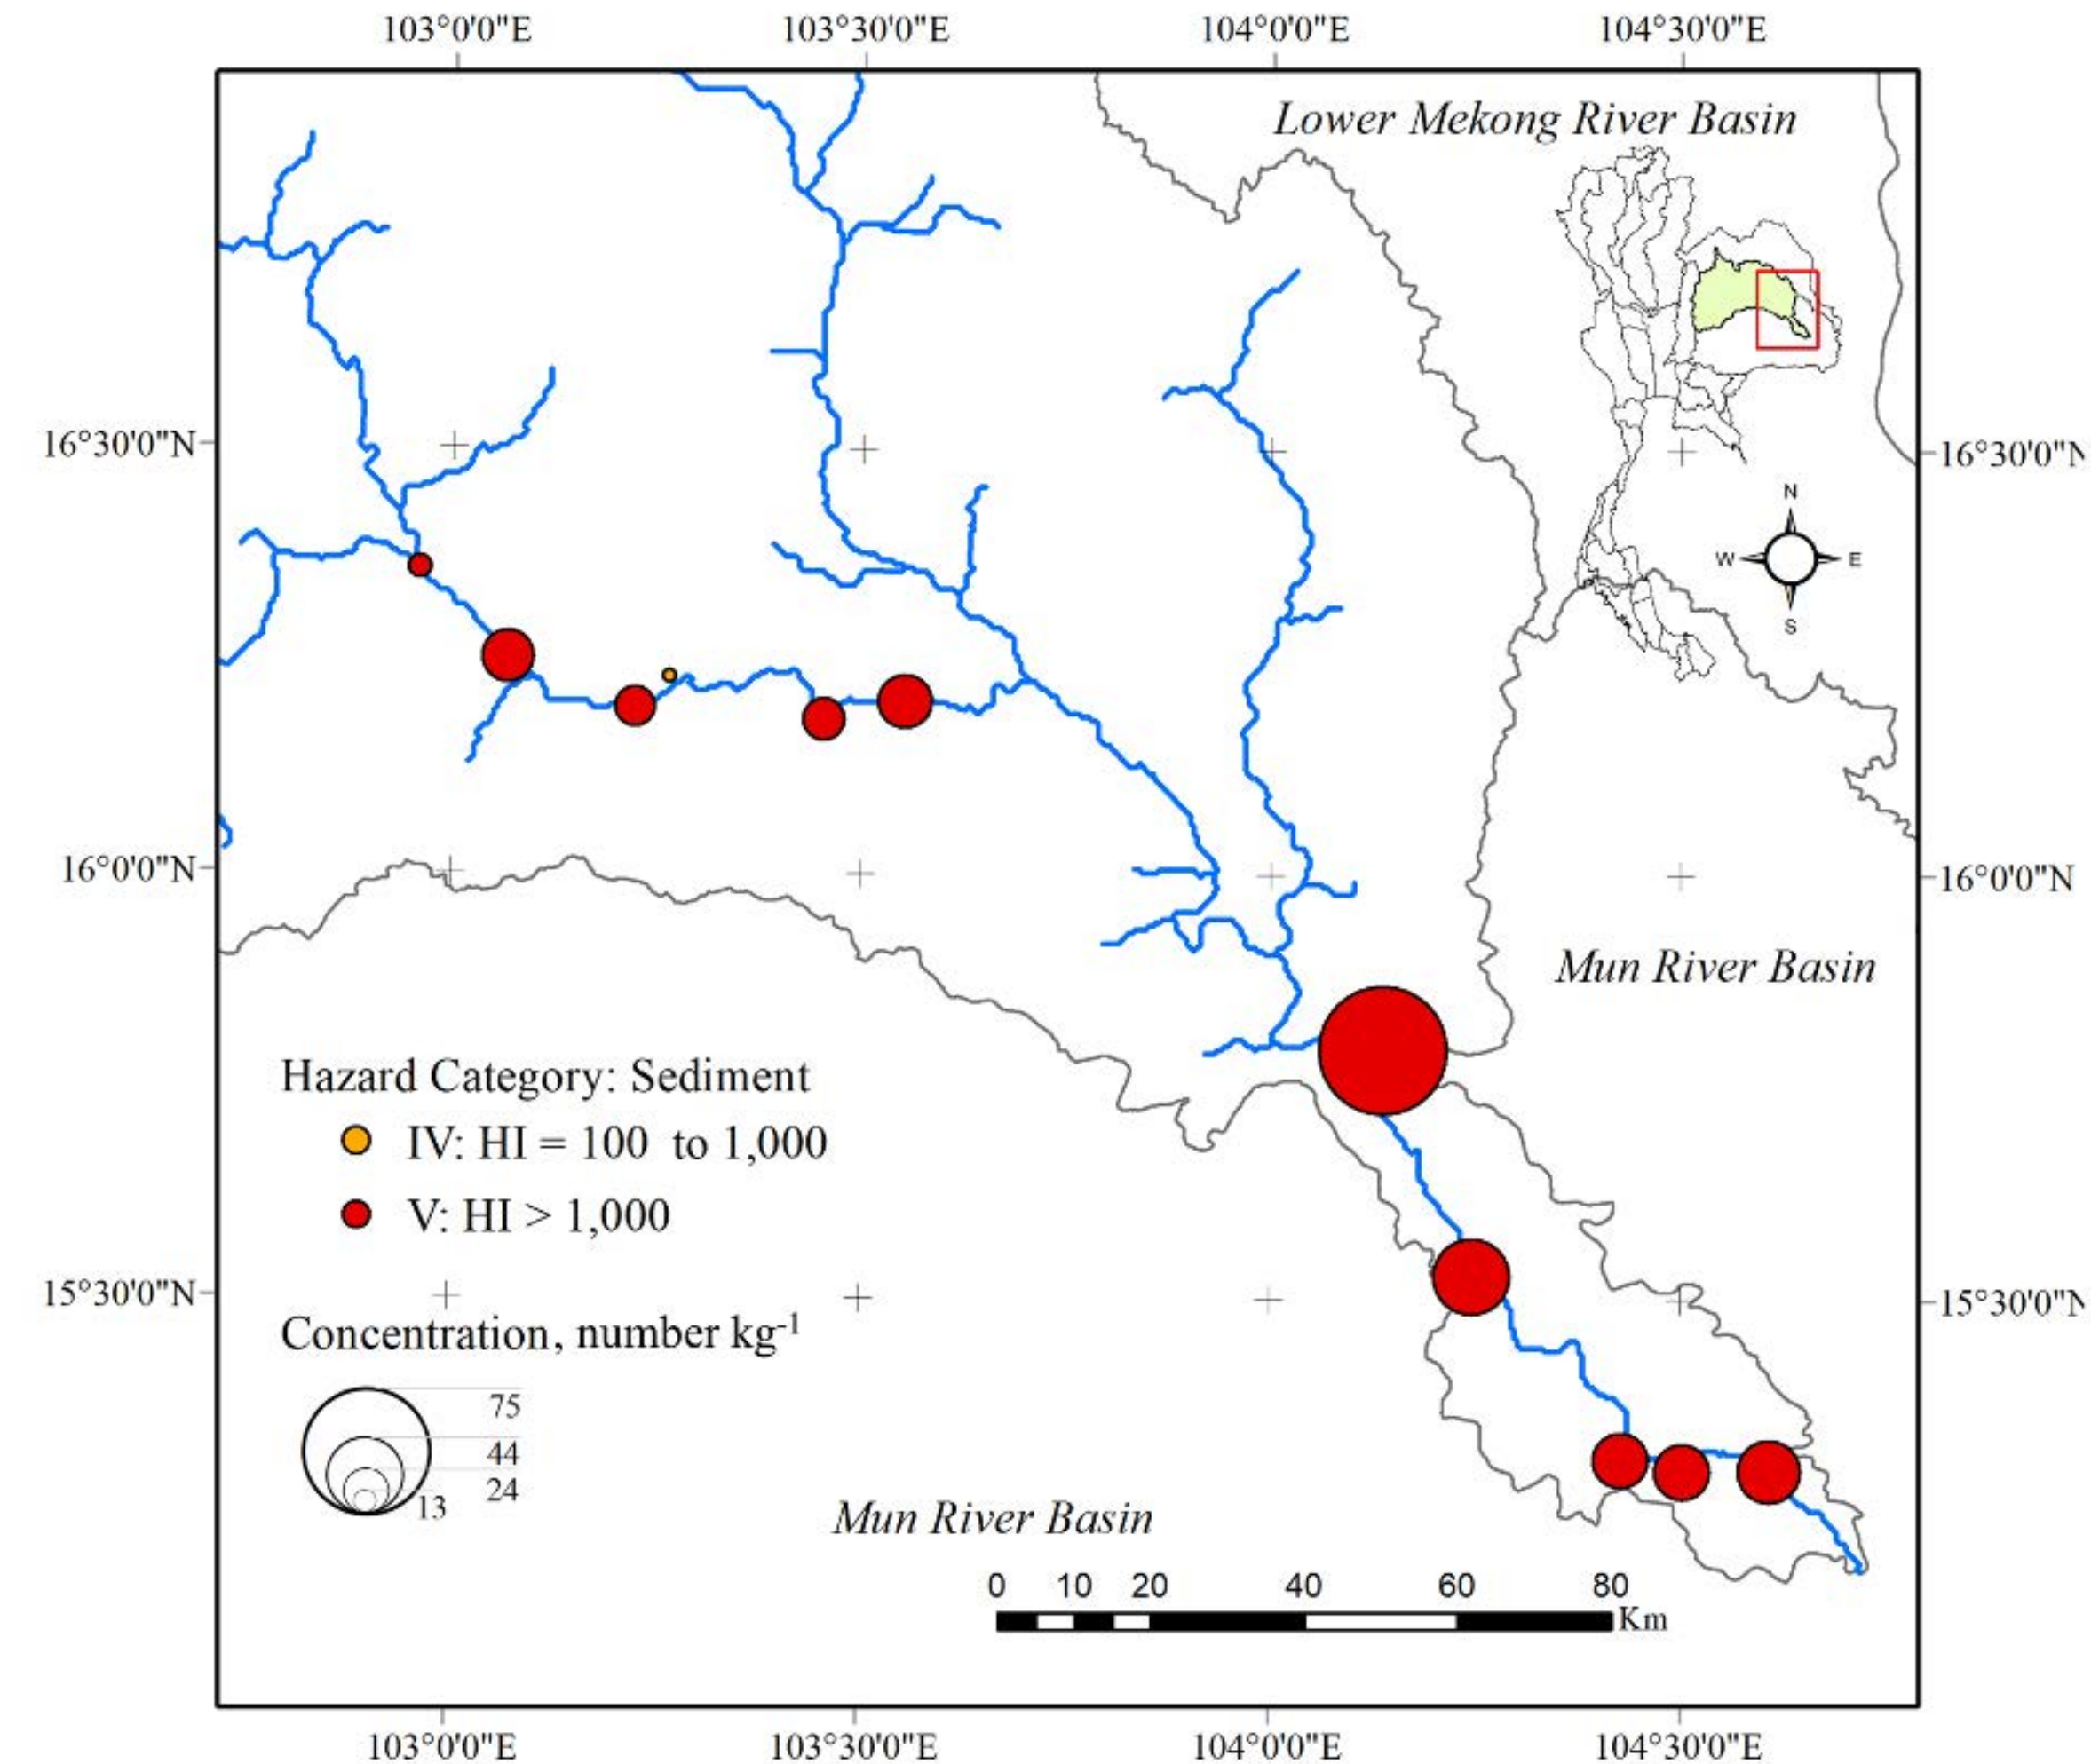 103°0'0"E 103°30'0"E 104°0'0"E 104°30'0"E
Lower Mekong River Basin
16°30'0"N 16°30'0"N
N
W E
S
16°0'0"N 16°0'0"N
Mun River Basin
Hazard Category: Sediment
IV: HI = 100 to 1,000
V: HI > 1,000
15°30'0"N 15°30'0"N
Concentration, number kg-1
75
44
24
13
Mun River Basin
0 10 20 40 60 80
Km
103°0'0"E 103°30'0"E 104°0'0"E 104°30'0"E